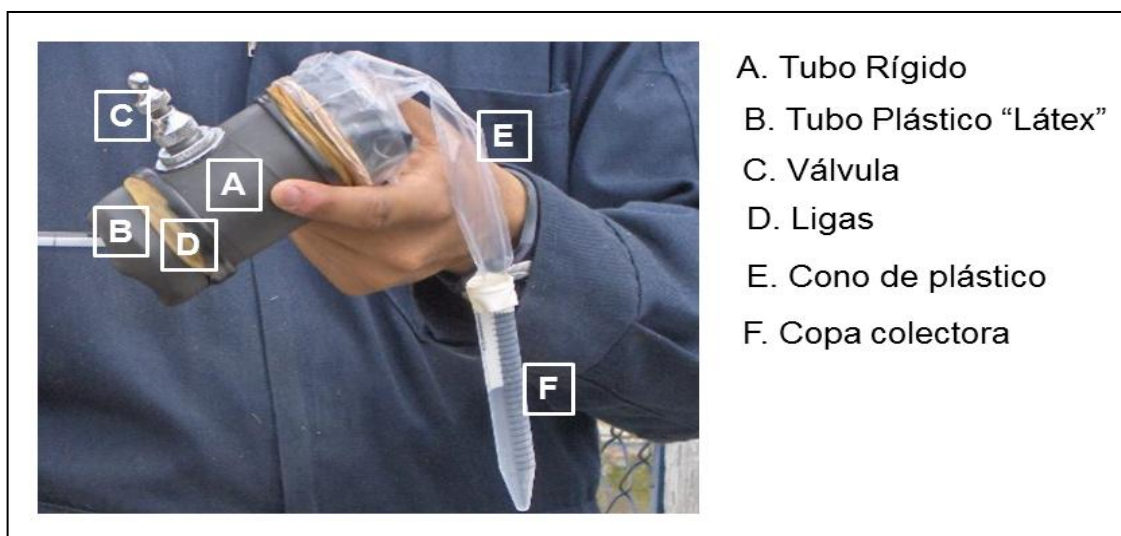 C
A
B
D
E
F
A. Tubo Rígido
B. Tubo Plástico “Látex”
C. Válvula
D. Ligas
E. Cono de plástico
F. Copa colectora